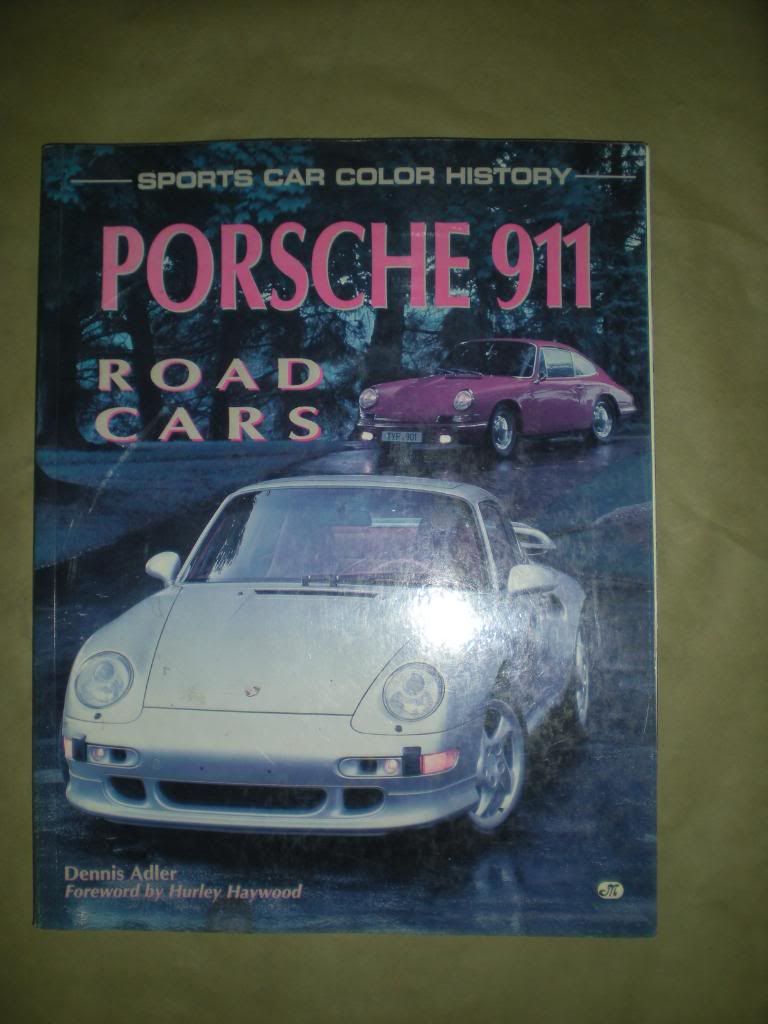 SPORTS CAR COLOR HISTORY
PORSCHE 911
ROAD
CARS
TYP 901
Dennis Adler
Foreword by Hurley Haywood
M